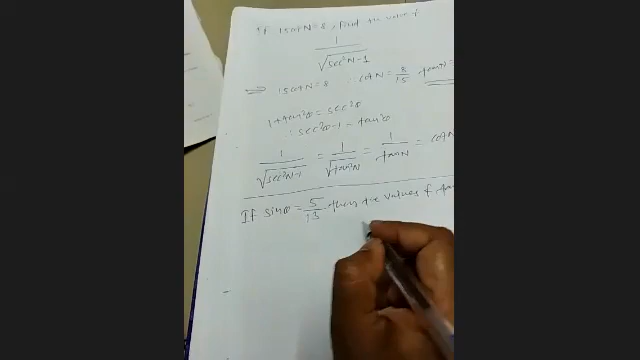 If 15cotN=8, find the value of
1/√(sec²N-1)
⇒ 15cotN=8 ∴ cotN=8/15 tanN=
1+tan²θ=sec²θ
∴ sec²θ-1=tan²θ
1/√(sec²N-1) = 1/√(tan²N) = 1/tanN = cotN
If sinθ=5/13 then the values of